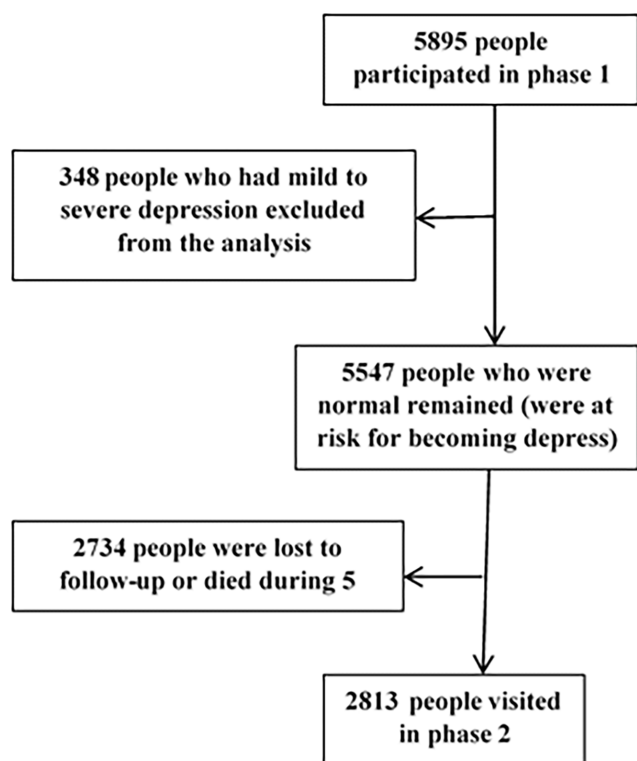 5895 people
participated in phase 1
348 people who had mild to
severe depression excluded
from the analysis
5547 people who were
normal remained (were at
risk for becoming depress)
2734 people were lost to
follow-up or died during 5
2813 people visited
in phase 2